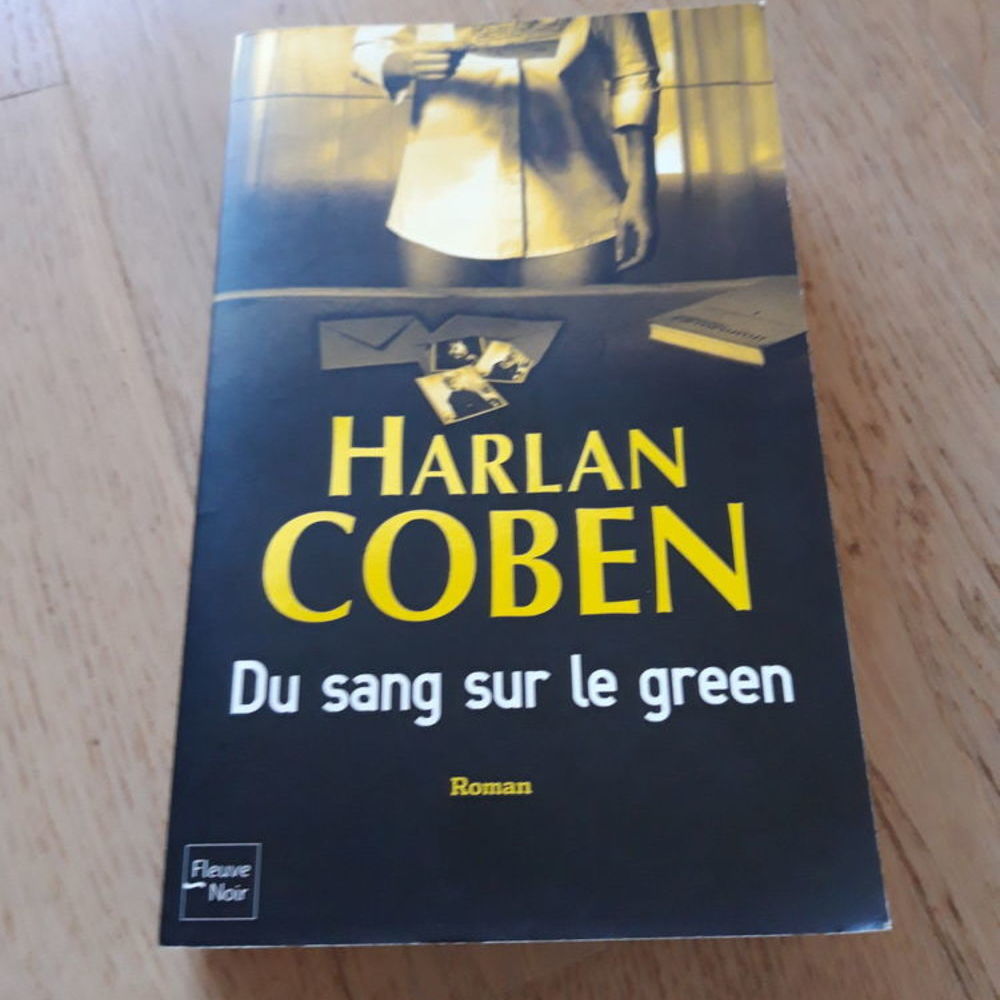 HARLAN
COBEN
Du sang sur le green
Roman
Fleuve
Noir